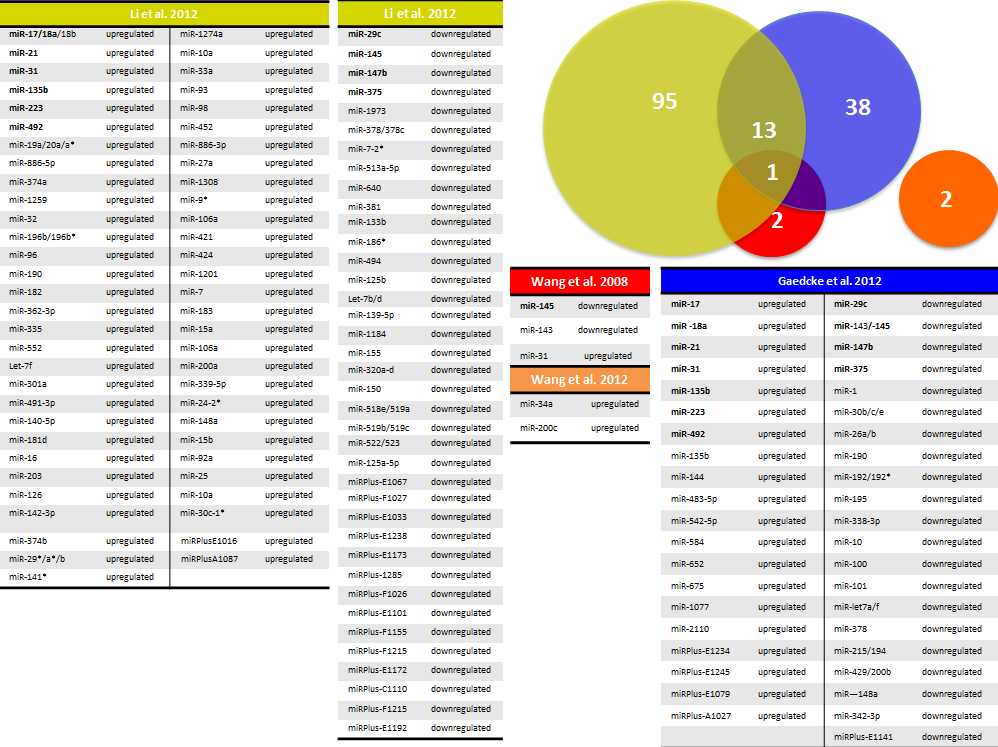 Li et al. 2012
miR-17/18a/18b upregulated miR-1274a upregulated
miR-21 upregulated miR-10a upregulated
miR-31 upregulated miR-33a upregulated
miR-135b upregulated miR-93 upregulated
miR-223 upregulated miR-98 upregulated
miR-492 upregulated miR-452 upregulated
miR-19a/20a/a* upregulated miR-886-3p upregulated
miR-886-5p upregulated miR-27a upregulated
miR-374a upregulated miR-1308 upregulated
miR-1259 upregulated miR-9* upregulated
miR-32 upregulated miR-106a upregulated
miR-196b/196b* upregulated miR-421 upregulated
miR-96 upregulated miR-424 upregulated
miR-190 upregulated miR-1201 upregulated
miR-182 upregulated miR-7 upregulated
miR-362-3p upregulated miR-183 upregulated
miR-335 upregulated miR-15a upregulated
miR-552 upregulated miR-106a upregulated
Let-7f upregulated miR-200a upregulated
miR-301a upregulated miR-339-5p upregulated
miR-491-3p upregulated miR-24-2* upregulated
miR-140-5p upregulated miR-148a upregulated
miR-181d upregulated miR-15b upregulated
miR-16 upregulated miR-92a upregulated
miR-203 upregulated miR-25 upregulated
miR-126 upregulated miR-10a upregulated
miR-142-3p upregulated miR-30c-1* upregulated
miR-374b upregulated miRPlusE1016 upregulated
miR-29*/a*/b upregulated miRPlusA1087 upregulated
miR-141* upregulated
Li et al. 2012
miR-29c downregulated
miR-145 downregulated
miR-147b downregulated
miR-375 downregulated
miR-1973 downregulated
miR-378/378c downregulated
miR-7-2* downregulated
miR-513a-5p downregulated
miR-640 downregulated
miR-381 downregulated
miR-133b downregulated
miR-186* downregulated
miR-494 downregulated
miR-125b downregulated
Let-7b/d downregulated
miR-139-5p downregulated
miR-1184 downregulated
miR-155 downregulated
miR-320a-d downregulated
miR-150 downregulated
miR-518e/519a downregulated
miR-519b/519c downregulated
miR-522/523 downregulated
miR-125a-5p downregulated
miRPlus-E1067 downregulated
miRPlus-F1027 downregulated
miRPlus-E1033 downregulated
miRPlus-E1238 downregulated
miRPlus-E1173 downregulated
miRPlus-1285 downregulated
miRPlus-F1026 downregulated
miRPlus-E1101 downregulated
miRPlus-F1155 downregulated
miRPlus-F1215 downregulated
miRPlus-E1172 downregulated
miRPlus-C1110 downregulated
miRPlus-F1215 downregulated
miRPlus-E1192 downregulated
95
38
13
1
2
2
Wang et al. 2008
miR-145 downregulated
miR-143 downregulated
miR-31 upregulated
Wang et al. 2012
miR-34a upregulated
miR-200c upregulated
Gaedcke et al. 2012
miR-17 upregulated miR-29c downregulated
miR -18a upregulated miR-143/-145 downregulated
miR-21 upregulated miR-147b downregulated
miR-31 upregulated miR-375 downregulated
miR-135b upregulated miR-1 downregulated
miR-223 upregulated miR-30b/c/e downregulated
miR-492 upregulated miR-26a/b downregulated
miR-135b upregulated miR-190 downregulated
miR-144 upregulated miR-192/192* downregulated
miR-483-5p upregulated miR-195 downregulated
miR-542-5p upregulated miR-338-3p downregulated
miR-584 upregulated miR-10 downregulated
miR-652 upregulated miR-100 downregulated
miR-675 upregulated miR-101 downregulated
miR-1077 upregulated miR-let7a/f downregulated
miR-2110 upregulated miR-378 downregulated
miRPlus-E1234 upregulated miR-215/194 downregulated
miRPlus-E1245 upregulated miR-429/200b downregulated
miRPlus-E1079 upregulated miR—148a downregulated
miRPlus-A1027 upregulated miR-342-3p downregulated
miRPlus-E1141 downregulated